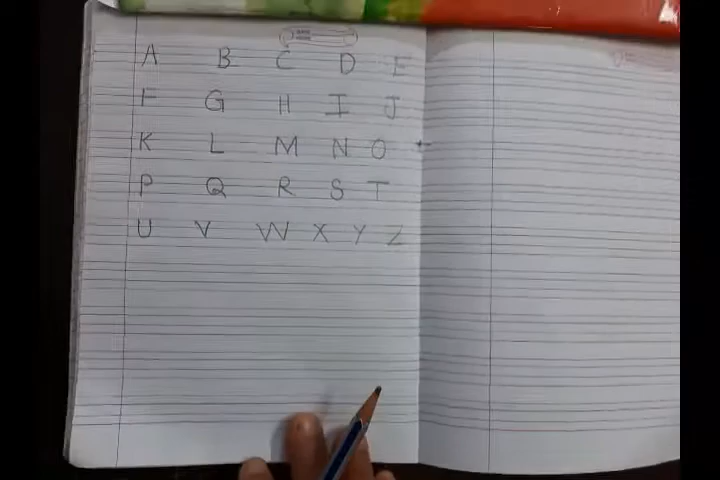 A B C D E
F G H I J
K L M N O
P Q R S T
U V W X Y Z